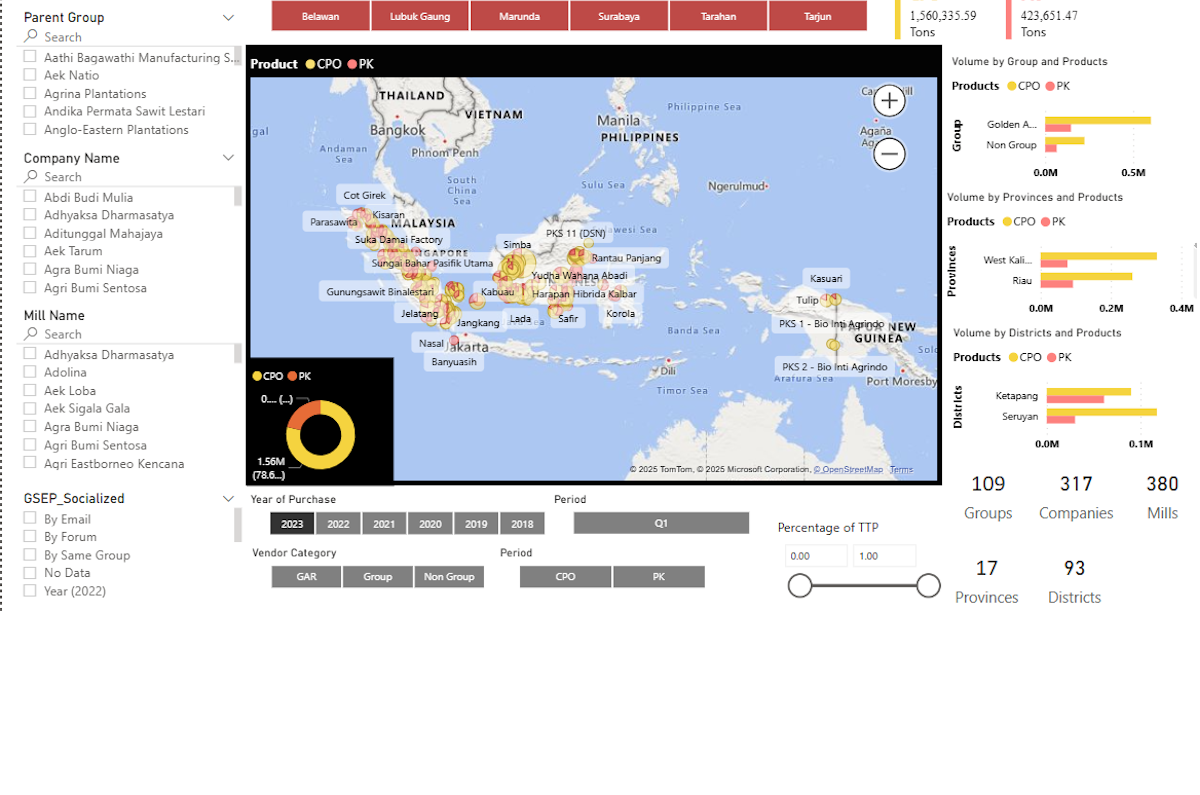 Parent Group
Search
Aathi Bagawathi Manufacturing S...
Aek Natio
Agrina Plantations
Andika Permata Sawit Lestari
Anglo-Eastern Plantations
Company Name
Search
Abdi Budi Mulia
Adhyaksa Dharmasatya
Aditunggal Mahajaya
Aek Tarum
Agra Bumi Niaga
Agri Bumi Sentosa
Mill Name
Search
Adhyaksa Dharmasatya
Adolina
Aek Loba
Aek Sigala Gala
Agra Bumi Niaga
Agri Bumi Sentosa
Agri Eastborneo Kencana
GSEP_Socialized
By Email
By Forum
By Same Group
No Data
Year (2022)
Belawan
Lubuk Gaung
Marunda
Surabaya
Tarahan
Tarjun
Product CPO PK
THAILAND
VIETNAM
Bangkok
Phnom Penh
Andaman
Sea
South
China
Sea
Philippine Sea
Manila
PHILIPPINES
Sulu Sea
Ngerulmud
Agaña
Cot Girek
Parasawita
Kisaran
MALAYSIA
Suka Damai Factory
Sungai Bahar Pasifik Utama
Gunungsawit Binalestari
Jelatang
Jangkang
Nasal
Jakarta
Banyuasih
Simba
PKS 11 (DSN)
Rantau Panjang
Yudha Wahana Abadi
Kabuau
Harapan Hibrida Kalbar
Lada
Safir
Korola
Kasuari
Tulip
PKS 1 - Bio Inti Agrindo
NEW
GUINEA
PKS 2 - Bio Inti Agrindo
Banda Sea
Dili
Timor Sea
Arafura Sea
Port Moresby
© 2025 TomTom, © 2025 Microsoft Corporation, © OpenStreetMap Terms
CPO PK
0.... (...)
1.56M
(78.6...)
Year of Purchase
2023
2022
2021
2020
2019
2018
Period
Q1
Vendor Category
GAR
Group
Non Group
Period
CPO
PK
Percentage of TTP
0.00
1.00
1,560,335.59
Tons
423,651.47
Tons
Volume by Group and Products
Products CPO PK
Group
Golden A...
Non Group
0.0M
0.5M
Volume by Provinces and Products
Products CPO PK
Provinces
West Kali...
Riau
0.0M
0.2M
0.4M
Volume by Districts and Products
Products CPO PK
Districts
Ketapang
Seruyan
0.0M
0.1M
109
Groups
317
Companies
380
Mills
17
Provinces
93
Districts